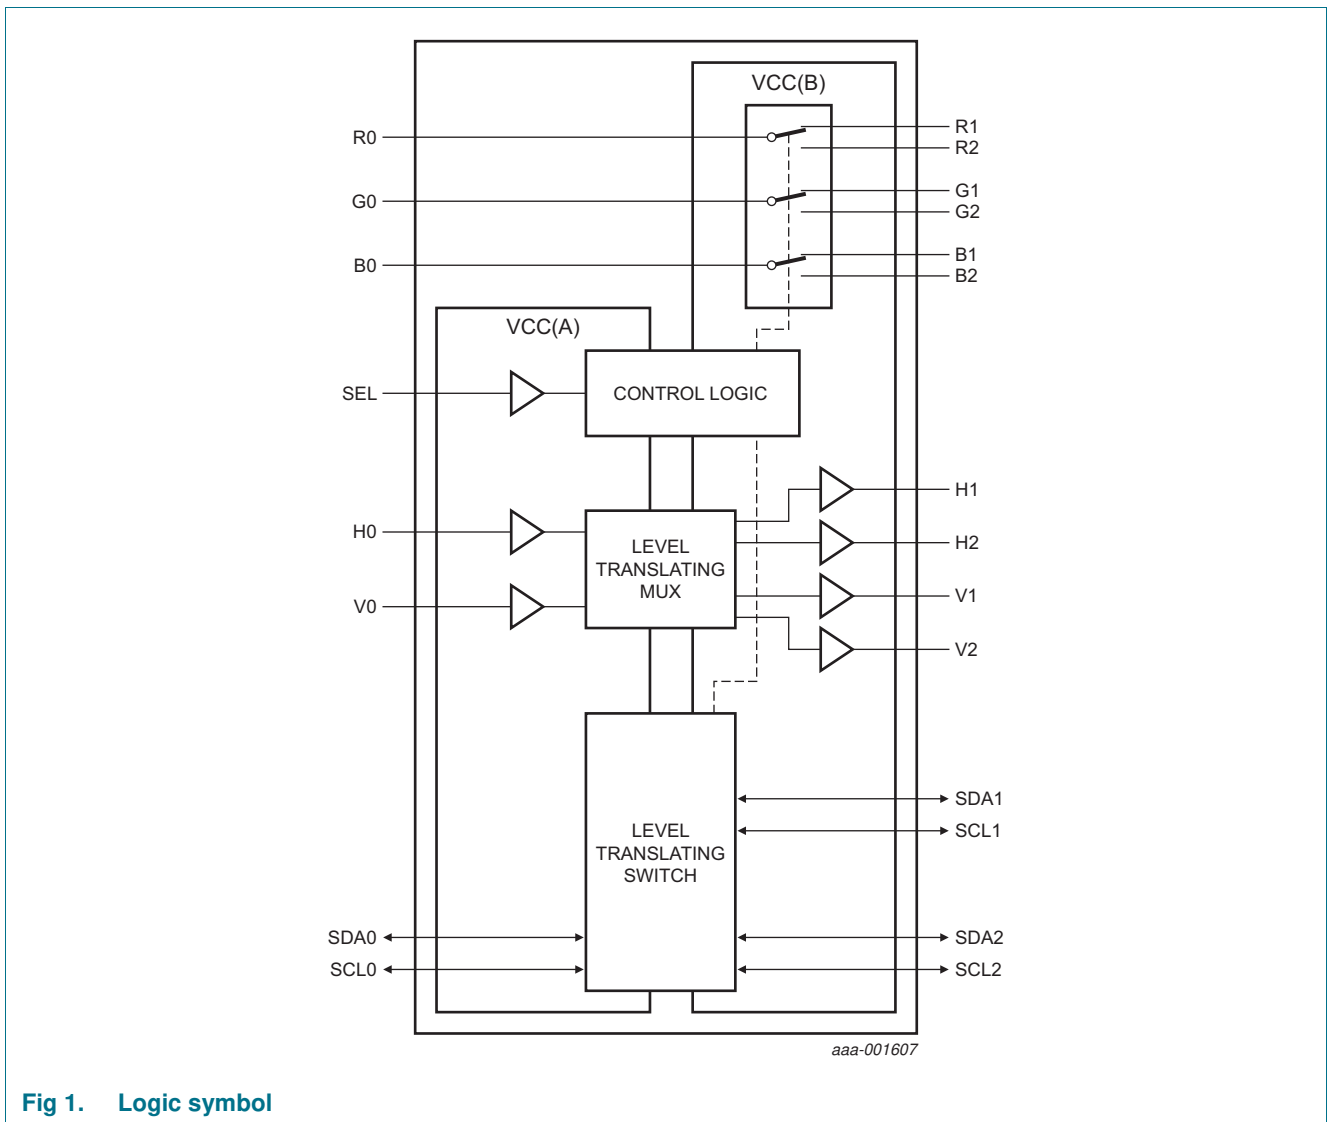 VCC(B)
R0
R1
R2
G0
G1
G2
B0
B1
B2
VCC(A)
SEL
CONTROL LOGIC
H0
V0
LEVEL
TRANSLATING
MUX
H1
H2
V1
V2
LEVEL
TRANSLATING
SWITCH
SDA1
SCL1
SDA0
SCL0
SDA2
SCL2
aaa-001607
Fig 1. Logic symbol